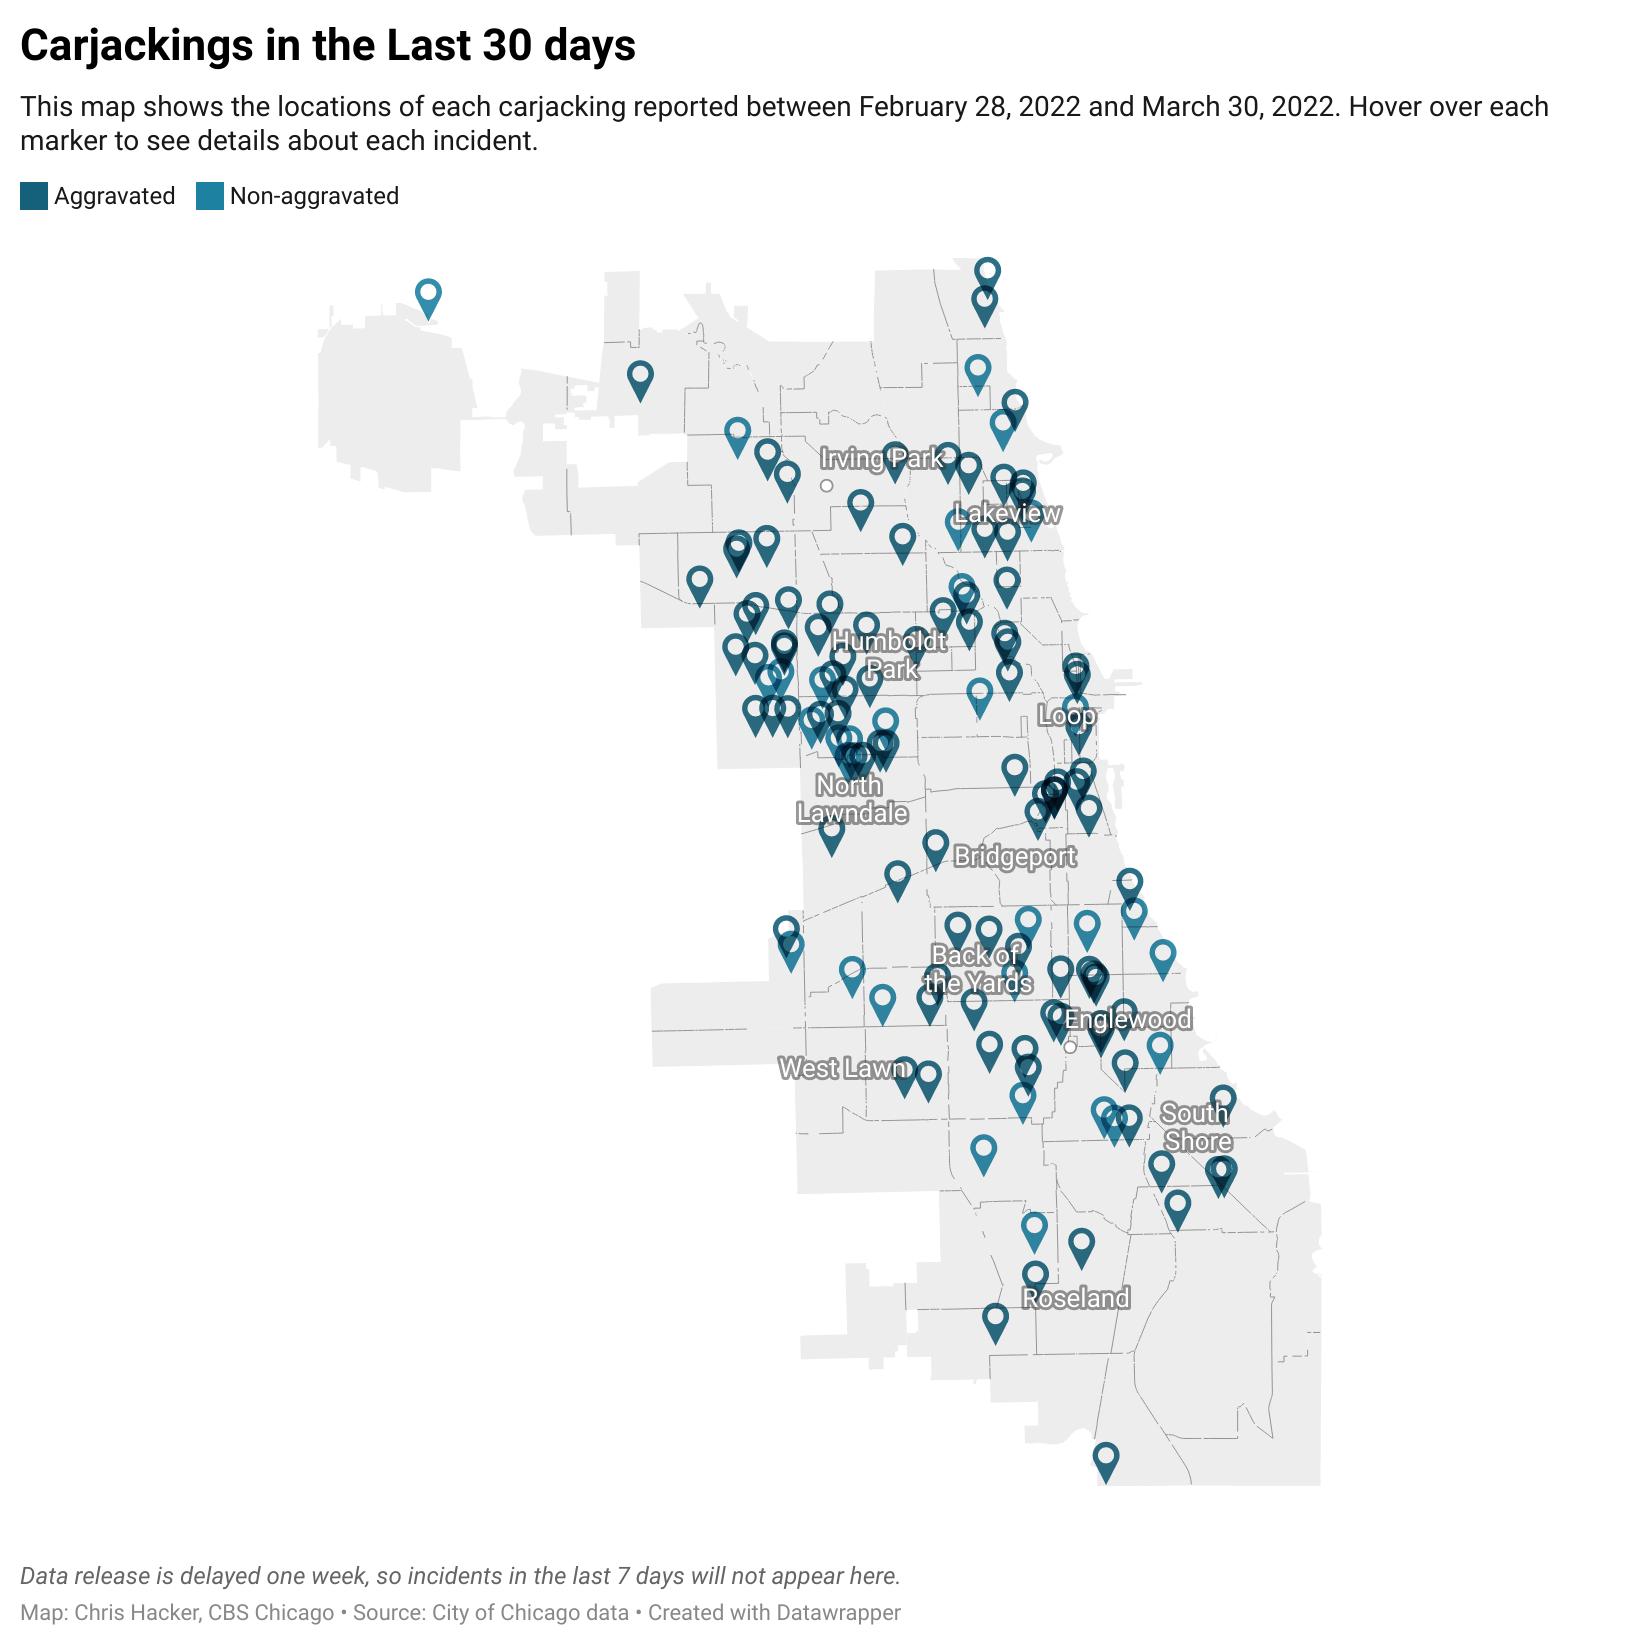 Carjackings in the Last 30 days
This map shows the locations of each carjacking reported between February 28, 2022 and March 30, 2022. Hover over each
marker to see details about each incident.
Aggravated
Non-aggravated
Irving Park
Lakeview
Humboldt
Park
Loop
North
Lawndale
Bridgeport
Back of
the Yards
Englewood
West Lawn
South
Shore
Roseland
Data release is delayed one week, so incidents in the last 7 days will not appear here.
Map: Chris Hacker, CBS Chicago • Source: City of Chicago data • Created with Datawrapper